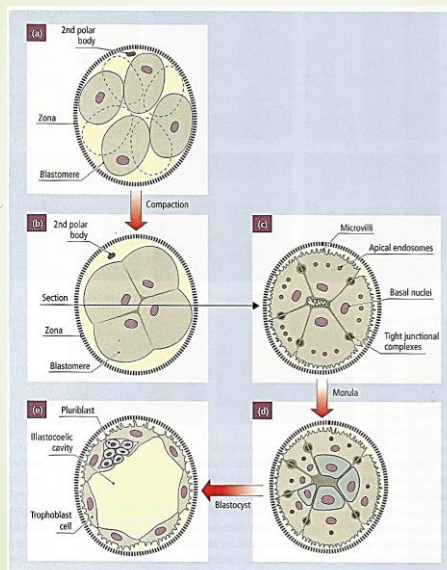 (a)
2nd polar
body
Zona
Blastomere
Compaction
(b)
2nd polar
body
Section
Zona
Blastomere
(c)
Microvilli
Apical endosomes
Basal nuclei
Tight junctional
complexes
Morula
(e)
Pluriblast
Blastocoelic
cavity
Trophoblast
cell
Blastocyst
(d)